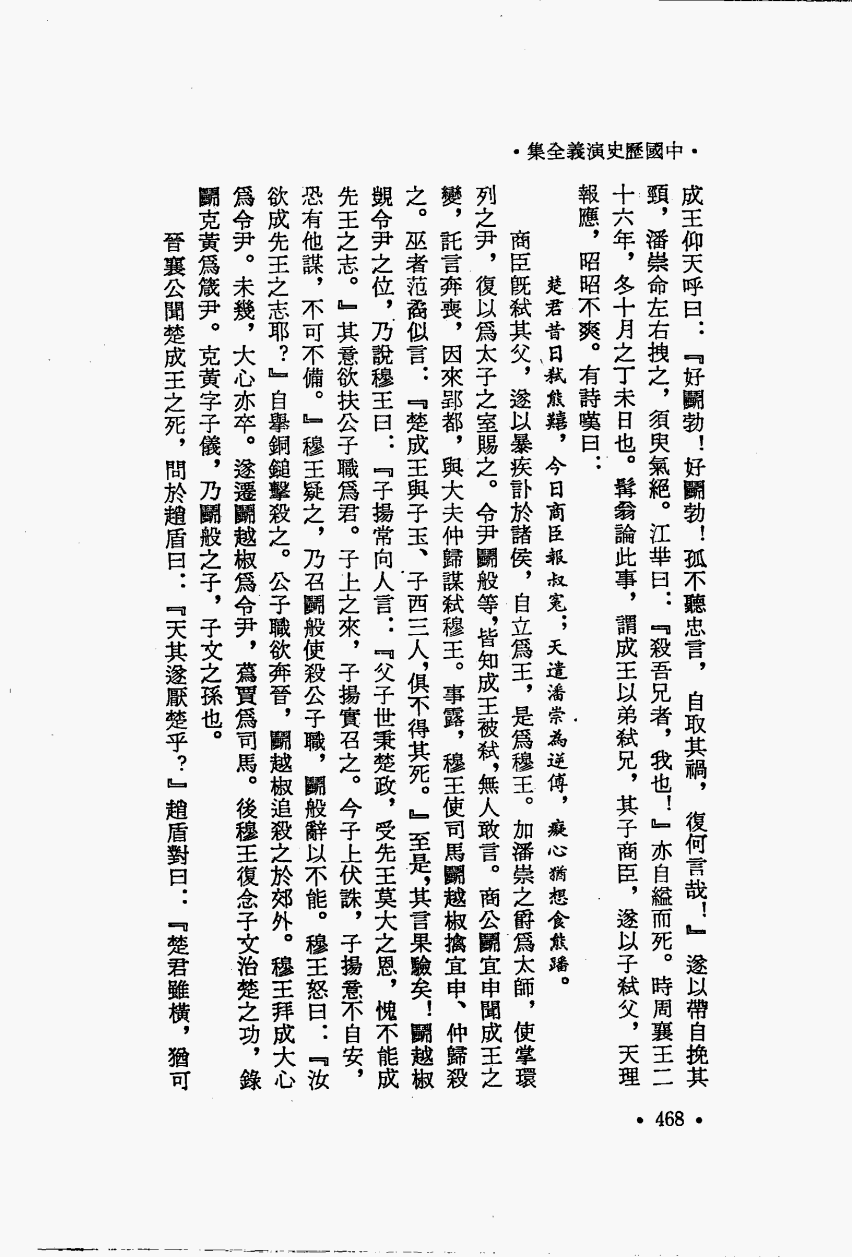 •中國歷史演義全集•
成王仰天呼曰：『好鬭勃！好鬭勃！孤不聽忠言，自取其禍，復何言哉！』遂以帶自挽其
頸，潘崇命左右拽之，須臾氣絕。江芈曰：『殺吾兄者，我也！』亦自縊而死。時周襄王二
十六年，冬十月之丁未日也。髯翁論此事，謂成王以弟弒兄，其子商臣，遂以子弒父，天理
報應，昭昭不爽。有詩嘆曰：
楚君昔日弒熊囏，今日商臣報叔冤；天遣潘崇為逆傅，癡心猶想食熊蹯。
商臣旣弒其父，遂以暴疾訃於諸侯，自立爲王，是爲穆王。加潘崇之爵爲太師，使掌環
列之尹，復以爲太子之室賜之。令尹鬭般等，皆知成王被弒，無人敢言。商公鬭宜申聞成王之
變，託言奔喪，因來郢都，與大夫仲歸謀弒穆王。事露，穆王使司馬鬭越椒擒宜申、仲歸殺
之。巫者范矞似言：『楚成王與子玉、子西三人，俱不得其死。』至是，其言果驗矣！鬭越椒
覬令尹之位，乃說穆王曰：『子揚常向人言：『父子世秉楚政，受先王莫大之恩，愧不能成
先王之志。』其意欲扶公子職爲君。子上之來，子揚實召之。今子上伏誅，子揚意不自安，
恐有他謀，不可不備。』穆王疑之，乃召鬭般使殺公子職，鬭般辭以不能。穆王怒曰：『汝
欲成先王之志耶？』自擧銅鎚擊殺之。公子職欲奔晉，鬭越椒追殺之於郊外。穆王拜成大心
爲令尹。未幾，大心亦卒。遂遷鬭越椒爲令尹，蔿賈爲司馬。後穆王復念子文治楚之功，錄
鬭克黃爲箴尹。克黃字子儀，乃鬭般之子，子文之孫也。
晉襄公聞楚成王之死，問於趙盾曰：『天其遂厭楚乎？』趙盾對曰：『楚君雖橫，猶可
•468•